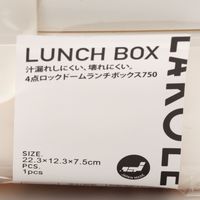 LUNCH BOX
汁漏れしにくい、壊れにくい。
4点ロックドームランチボックス750
SIZE.
22.3×12.3×7.5cm
PCS.
1pcs
LAKOLE